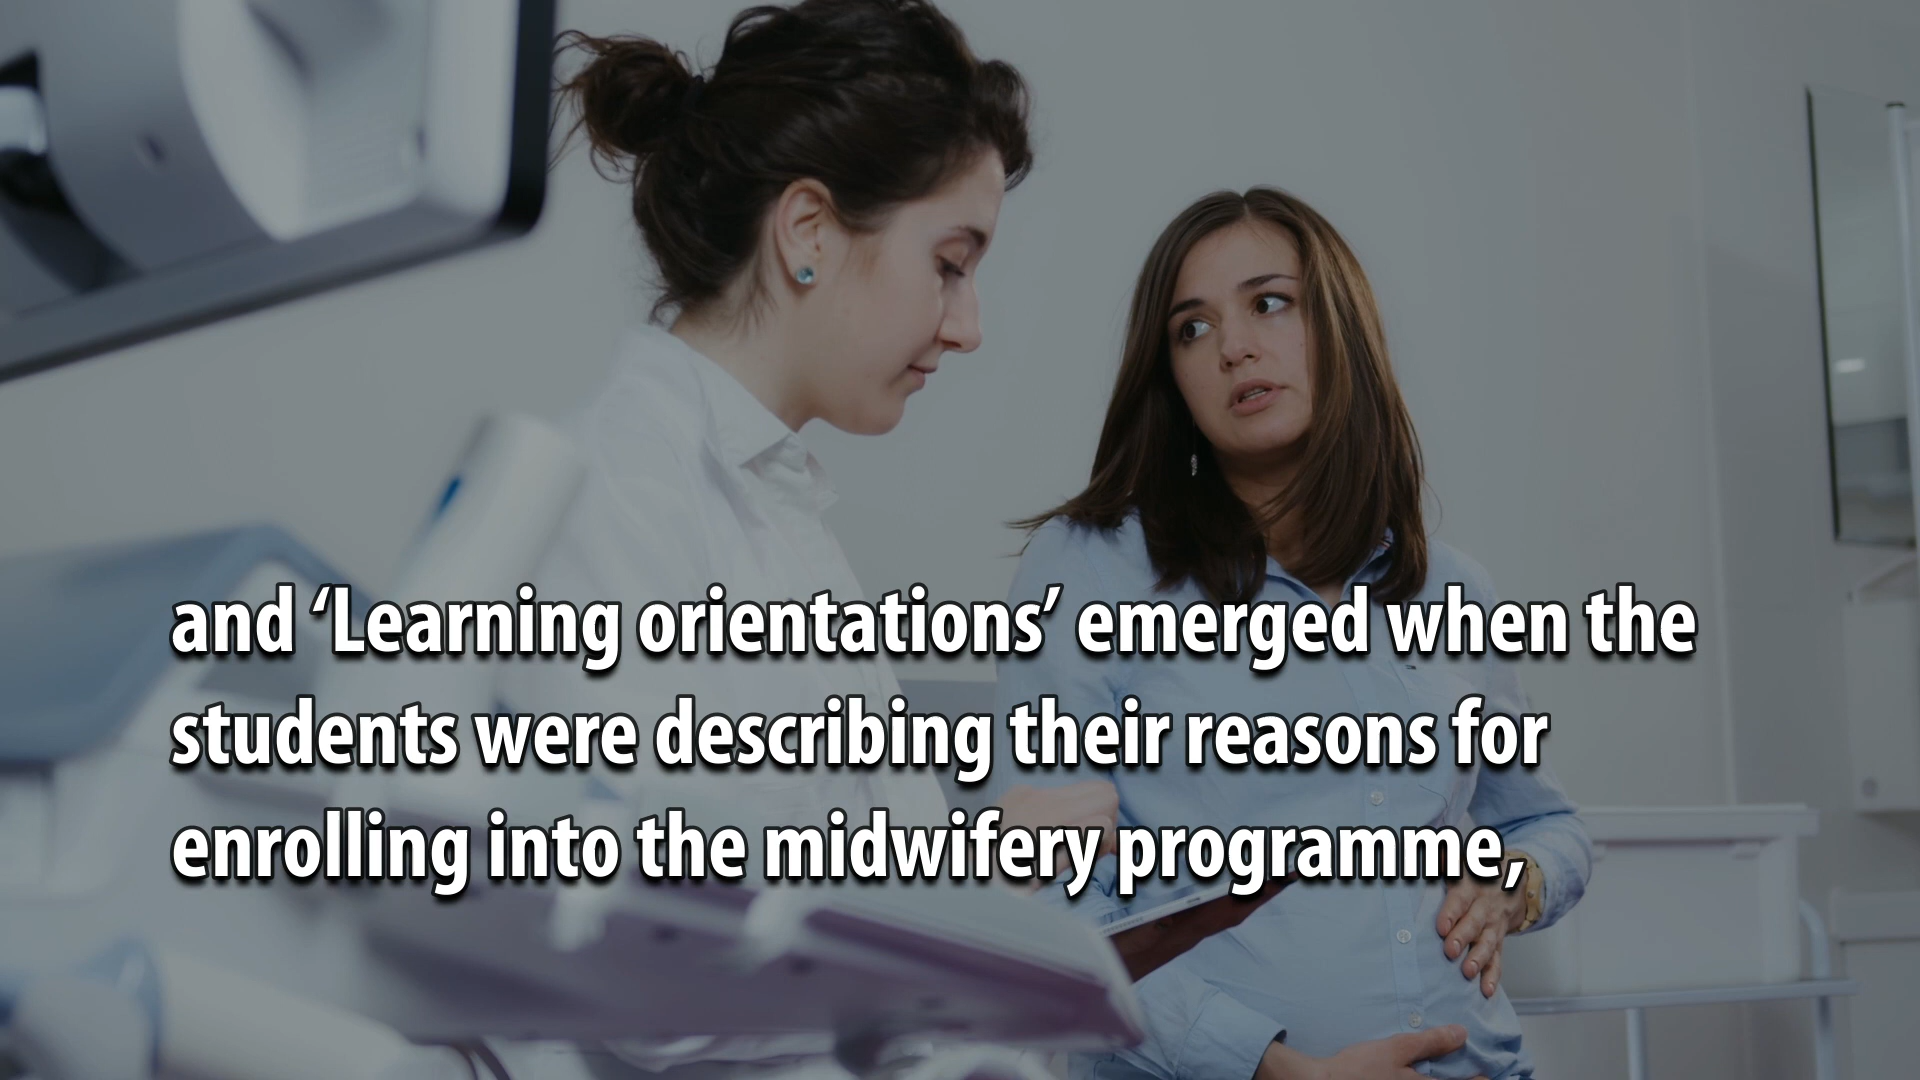 and ‘Learning orientations’ emerged when the
students were describing their reasons for
enrolling into the midwifery programme,